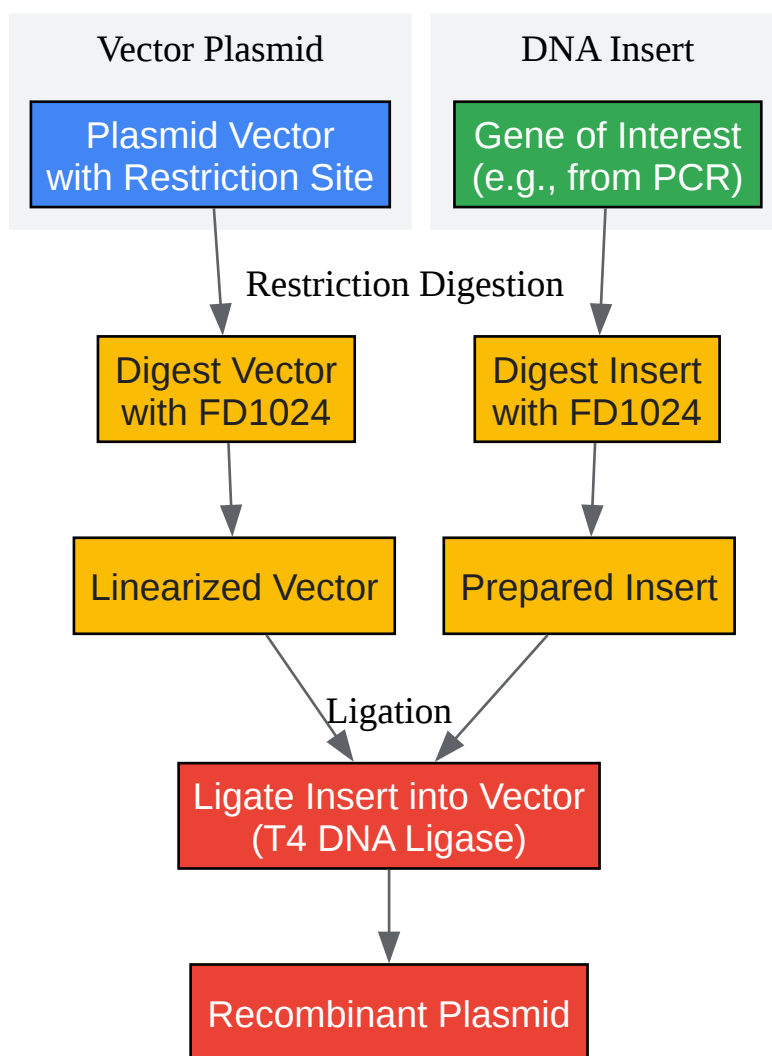 Vector Plasmid
DNA Insert
Plasmid Vector
with Restriction Site
Gene of Interest
(e.g., from PCR)
Restriction Digestion
Digest Vector
with FD1024
Digest Insert
with FD1024
Linearized Vector
Prepared Insert
Ligation
Ligate Insert into Vector
(T4 DNA Ligase)
Recombinant Plasmid